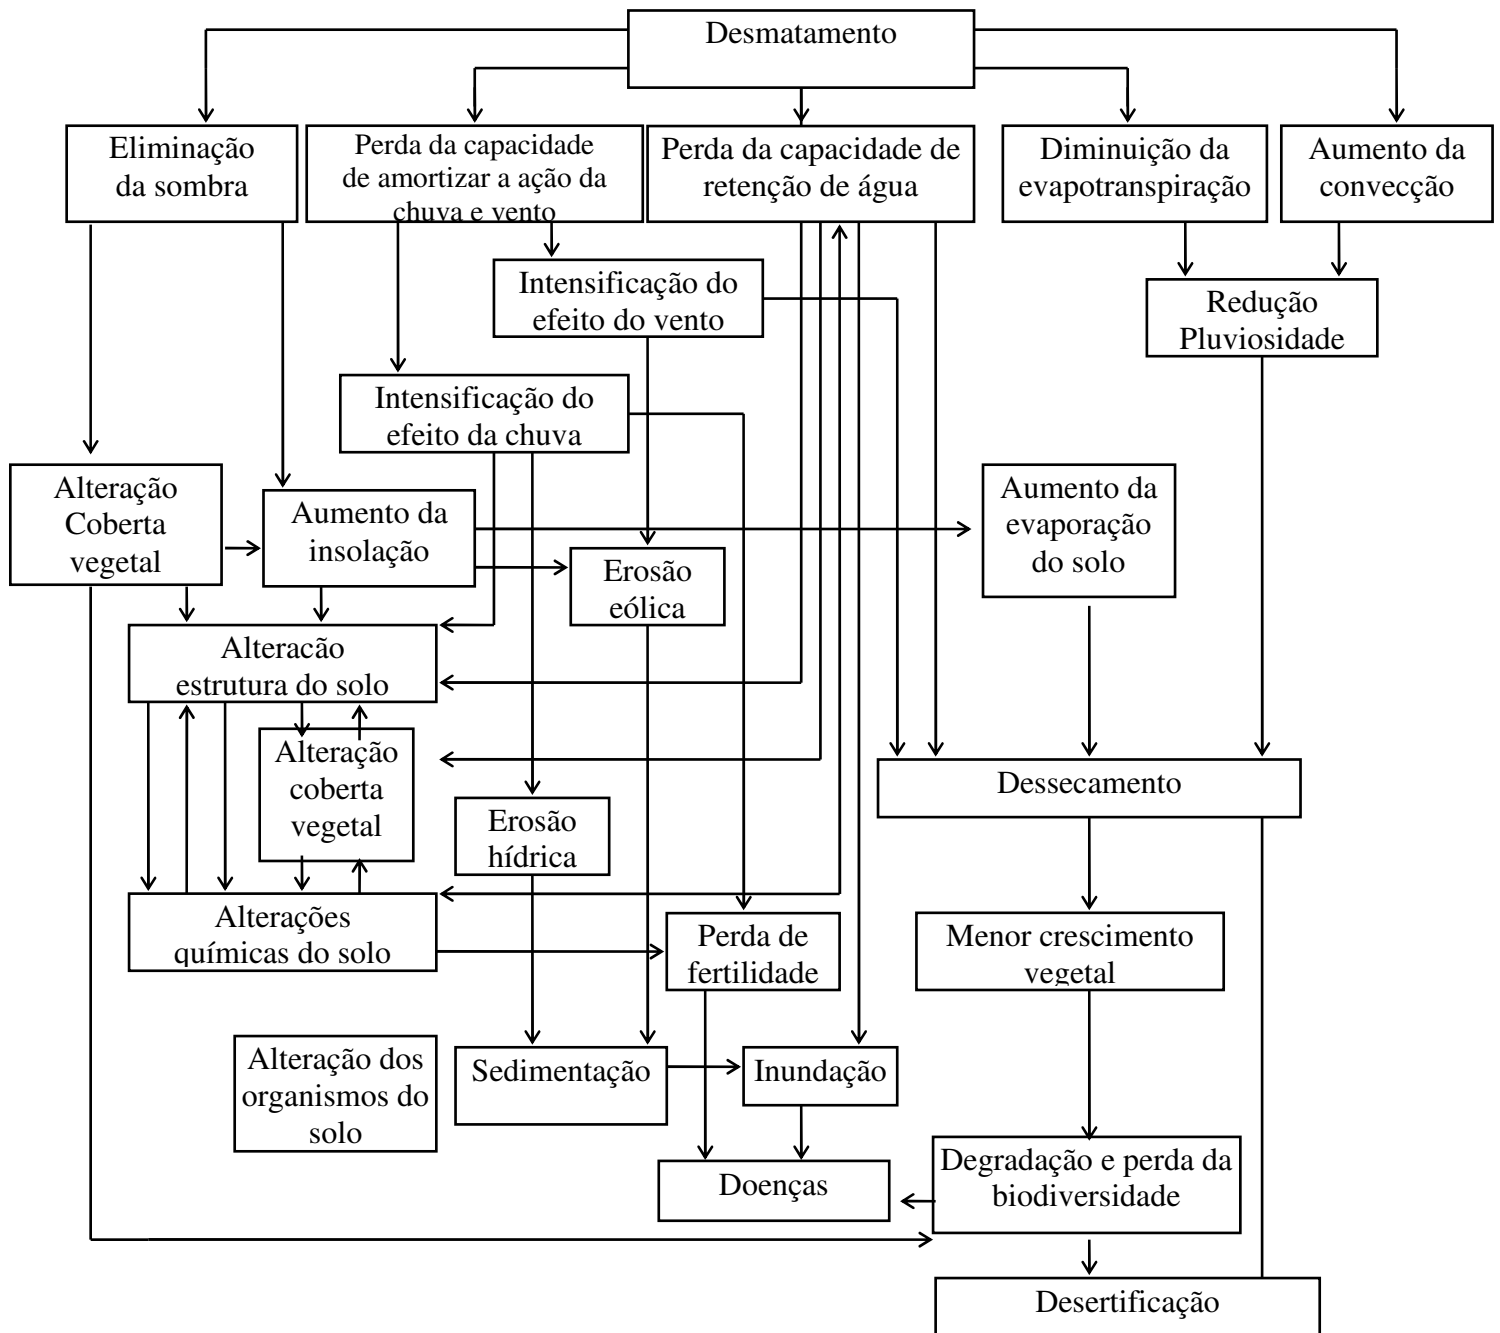 Desmatamento
Eliminação
da sombra
Perda da capacidade
de amortizar a ação da
chuva e vento
Perda da capacidade de
retenção de água
Diminuição da
evapotranspiração
Aumento da
convecção
Intensificação do
efeito do vento
Redução
Pluviosidade
Intensificação do
efeito da chuva
Alteração
Coberta
vegetal
Aumento da
insolação
Aumento da
evaporação
do solo
Erosão
eólica
Alteracão
estrutura do solo
Alteração
coberta
vegetal
Dessecamento
Erosão
hídrica
Alterações
químicas do solo
Perda de
fertilidade
Menor crescimento
vegetal
Alteração dos
organismos do
solo
Sedimentação
Inundação
Degradação e perda da
biodiversidade
Doenças
Desertificação